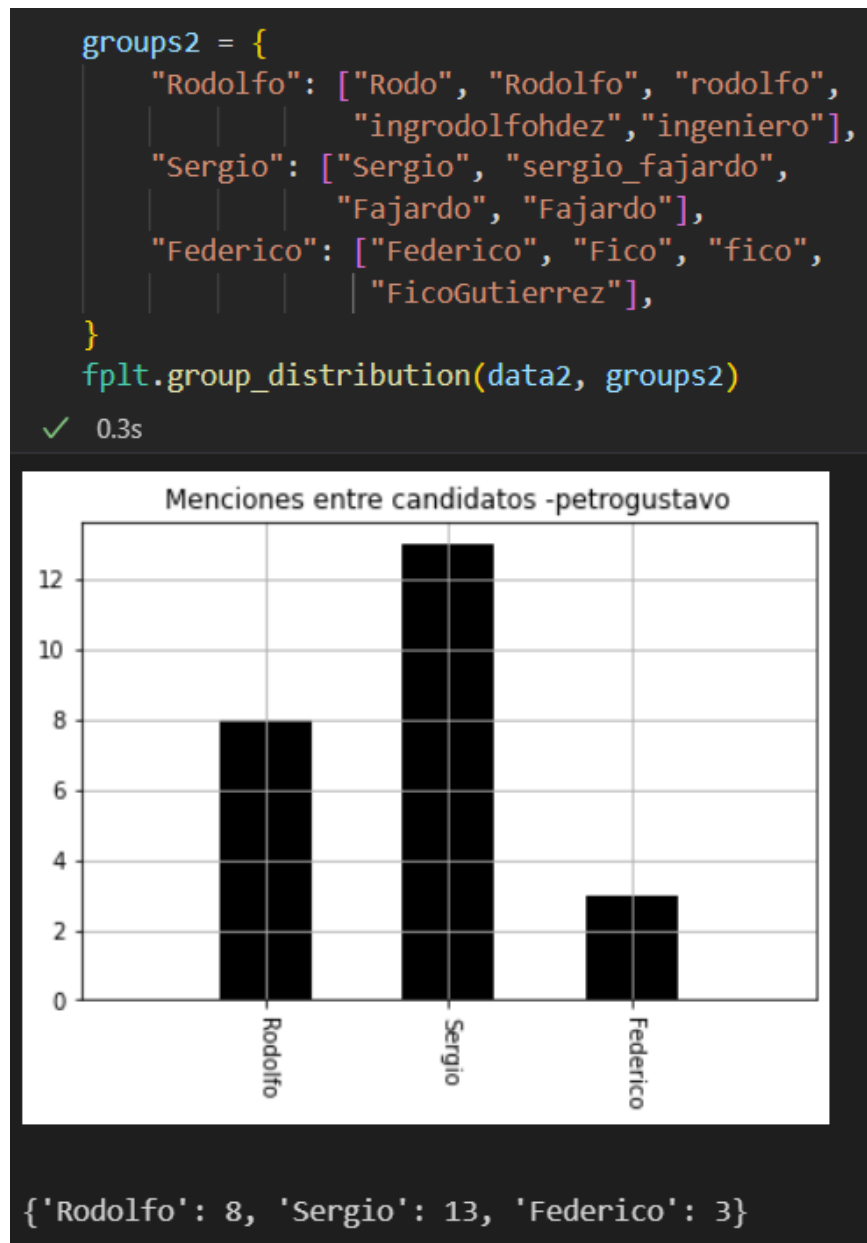 groups2 = {
"Rodolfo": ["Rodo", "Rodolfo", "rodolfo",
"ingrodolfohdez","ingeniero"],
"Sergio": ["Sergio", "sergio_fajardo",
"Fajardo", "Fajardo"],
"Federico": ["Federico", "Fico", "fico",
"FicoGutierrez"],
}
fplt.group_distribution(data2, groups2)
✓ 0.3s
Menciones entre candidatos -petrogustavo
12
10
8
6
4
2
0
Rodolfo
Sergio
Federico
{'Rodolfo': 8, 'Sergio': 13, 'Federico': 3}